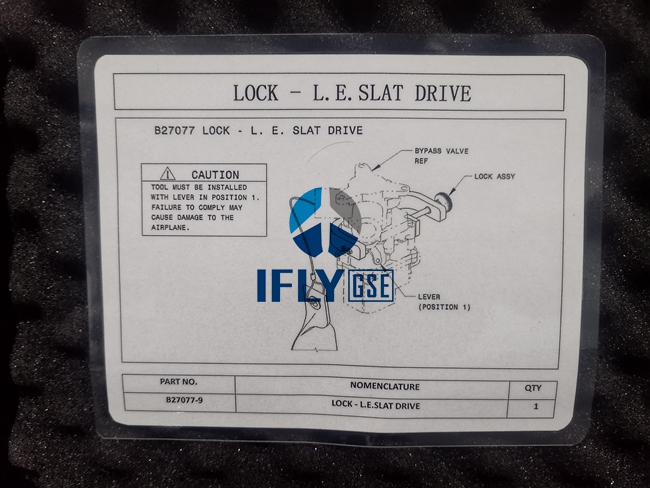 LOCK - L.E.SLAT DRIVE
B27077 LOCK - L. E. SLAT DRIVE
CAUTION
TOOL MUST BE INSTALLED
WITH LEVER IN POSITION 1.
FAILURE TO COMPLY MAY
CAUSE DAMAGE TO THE
AIRPLANE.
BYPASS VALVE
REF
LOCK ASSY
IFLY GSE
LEVER
(POSITION 1)
PART NO. NOMENCLATURE QTY
B27077-9 LOCK - L.E.SLAT DRIVE 1